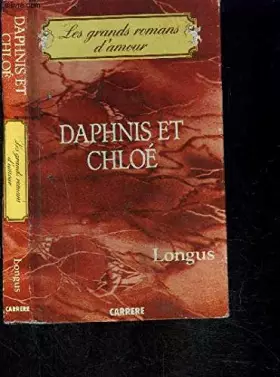 DAPHNIS ET
CHLOÉ
Les grands romans
d'amour
Longus
CARRERE
Les grands romans
d'amour
DAPHNIS ET
CHLOÉ
Longus
CARRERE